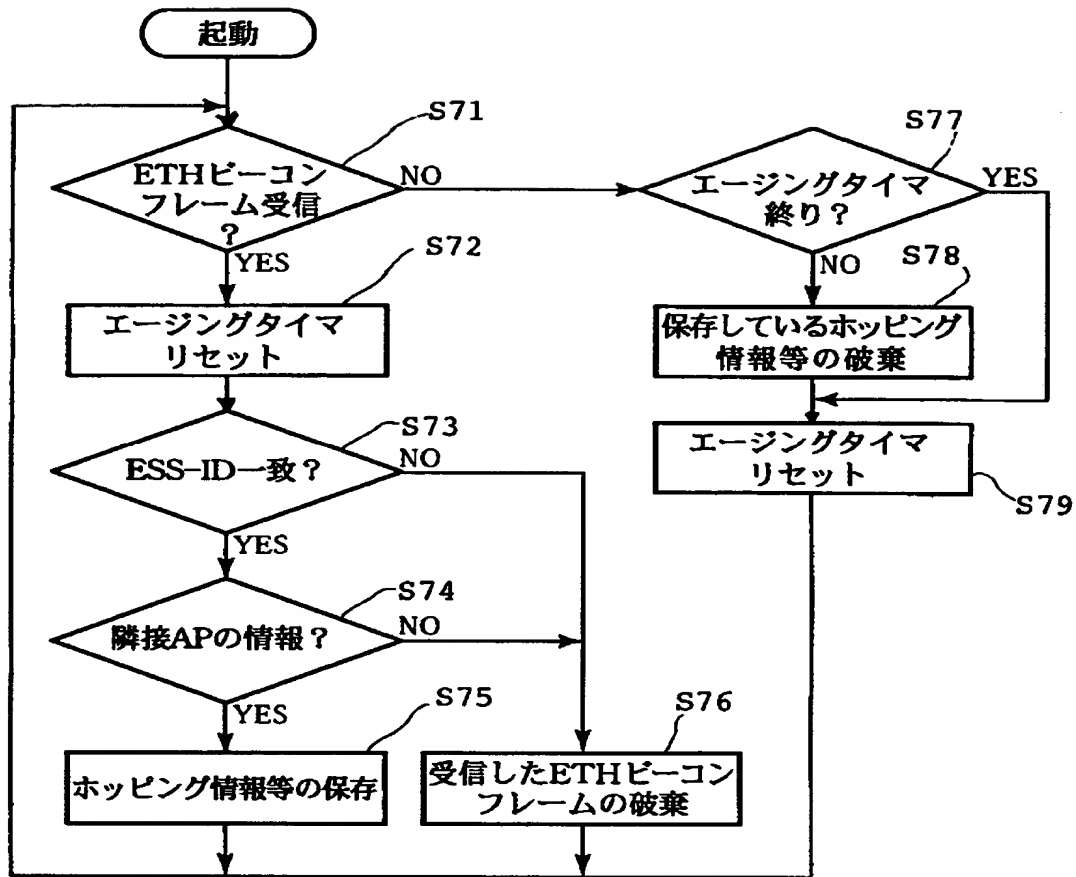 起動
S71
ETHビーコン
フレーム受信
?
NO
YES
S72
エージングタイマ
リセット
S73
ESS-ID一致?
NO
YES
S74
隣接APの情報?
NO
YES
S75
ホッピング情報等の保存
S76
受信したETHビーコン
フレームの破棄
S77
エージングタイマ
終り?
YES
NO
S78
保存しているホッピング
情報等の破棄
エージングタイマ
リセット
S79